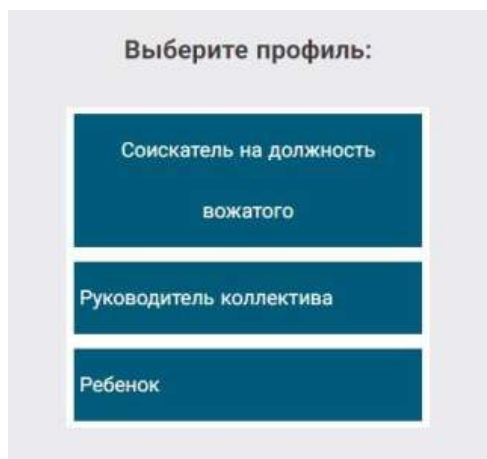 Выберите профиль:
Соискатель на должность
вожатого
Руководитель коллектива
Ребенок